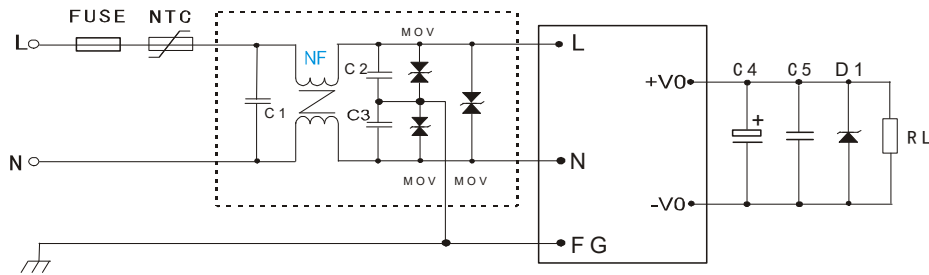 FUSE NTC
MOV
L
NF
C2
L
+V0
C4
C5
D1
C1
C3
+
RL
N
N
MOV MOV
-V0
FG